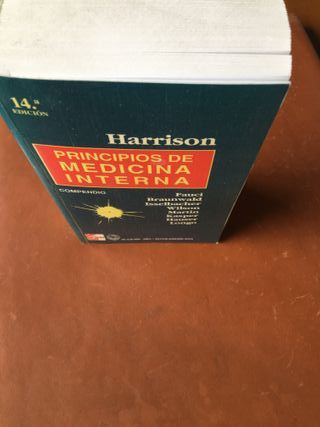 14.ª
EDICIÓN
Harrison
PRINCIPIOS DE
MEDICINA
INTERNA
COMPENDIO
Fauci
Braunwald
Isselbacher
Wilson
Martin
Kasper
Hauser
Longo